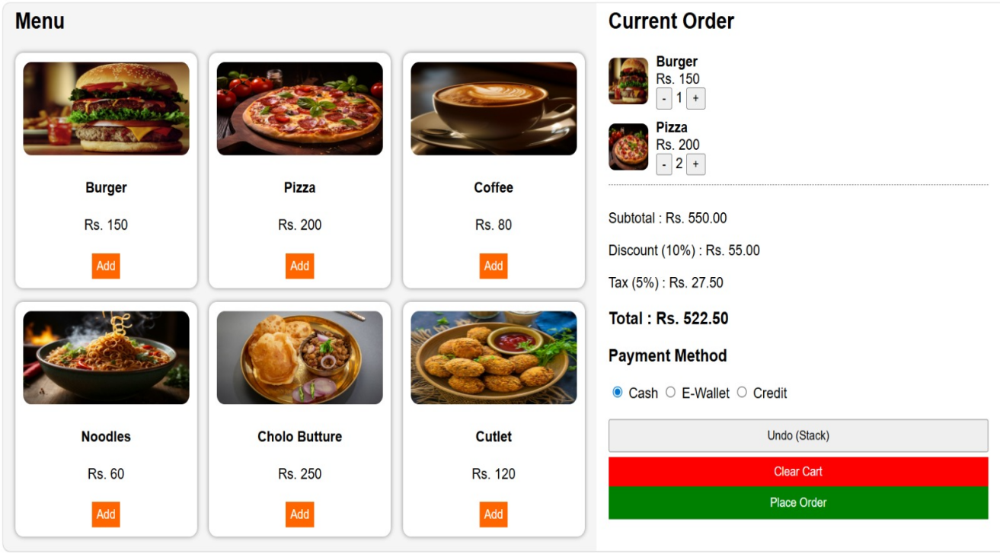 Menu
Burger
Rs. 150
Add
Pizza
Rs. 200
Add
Coffee
Rs. 80
Add
Noodles
Rs. 60
Add
Cholo Butture
Rs. 250
Add
Cutlet
Rs. 120
Add
Current Order
Burger
Rs. 150
- 1 +
Pizza
Rs. 200
- 2 +
Subtotal : Rs. 550.00
Discount (10%) : Rs. 55.00
Tax (5%) : Rs. 27.50
Total : Rs. 522.50
Payment Method
Cash E-Wallet Credit
Undo (Stack)
Clear Cart
Place Order